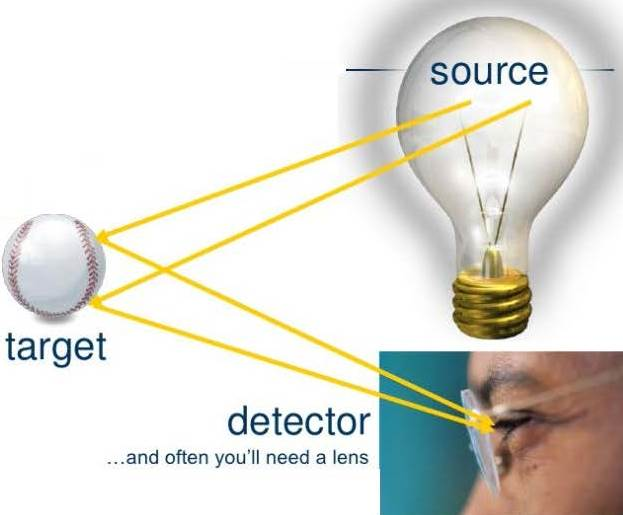 source
target
detector
...and often you'll need a lens